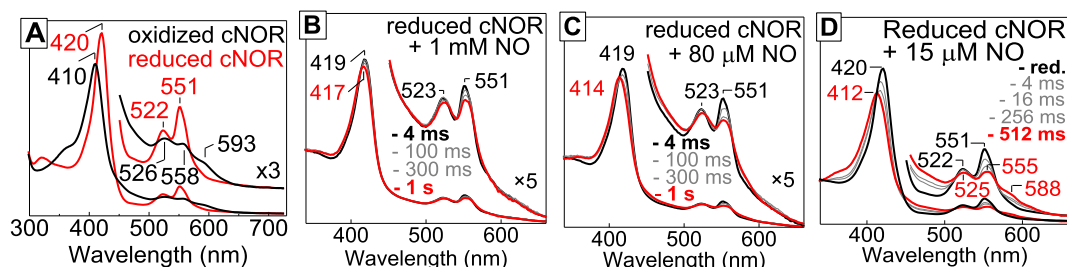 A
oxidized cNOR
reduced cNOR
420
410
551
522
593
526
558
×3
300 400 500 600 700
Wavelength (nm)
B
reduced cNOR
+ 1 mM NO
419
417
523
551
- 4 ms
- 100 ms
- 300 ms
- 1 s
×5
400 500 600
Wavelength (nm)
C
reduced cNOR
+ 80 μM NO
419
414
523
551
- 4 ms
- 100 ms
- 300 ms
- 1 s
×5
400 500 600
Wavelength (nm)
D
Reduced cNOR
+ 15 μM NO
420
412
- red.
- 4 ms
- 16 ms
- 256 ms
- 512 ms
551
522
555
525
588
400 500 600
Wavelength (nm)